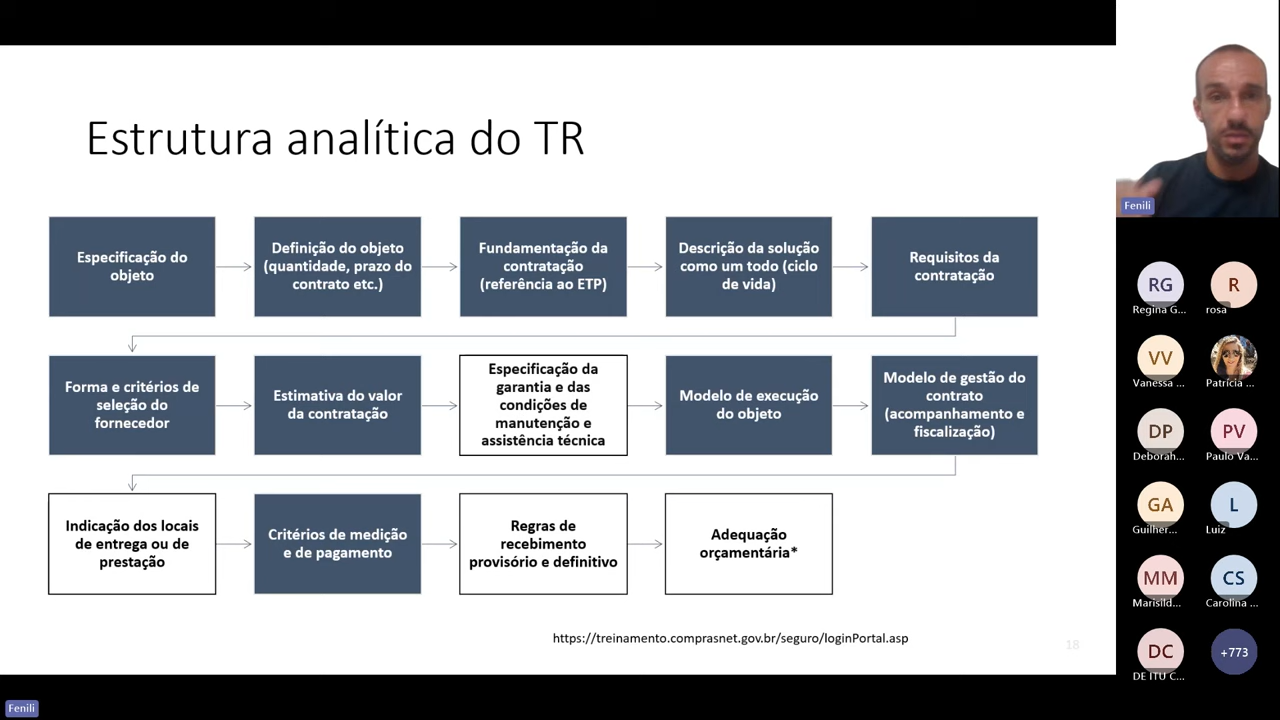 Estrutura analítica do TR
Especificação do
objeto
Definição do objeto
(quantidade, prazo do
contrato etc.)
Fundamentação da
contratação
(referência ao ETP)
Descrição da solução
como um todo (ciclo
de vida)
Requisitos da
contratação
Forma e critérios de
seleção do
fornecedor
Estimativa do valor
da contratação
Especificação da
garantia e das
condições de
manutenção e
assistência técnica
Modelo de execução
do objeto
Modelo de gestão do
contrato
(acompanhamento e
fiscalização)
Indicação dos locais
de entrega ou de
prestação
Critérios de medição
e de pagamento
Regras de
recebimento
provisório e definitivo
Adequação
orçamentária*
https://treinamento.comprasnet.gov.br/seguro/loginPortal.asp
18
Fenili
RG
Regina G...
R
rosa
VV
Vanessa ...
Patrícia ...
DP
Deborah...
PV
Paulo Va...
GA
Guilher...
L
Luiz
MM
Marisild...
CS
Carolina ...
DC
DE ITU C...
+773
Fenili